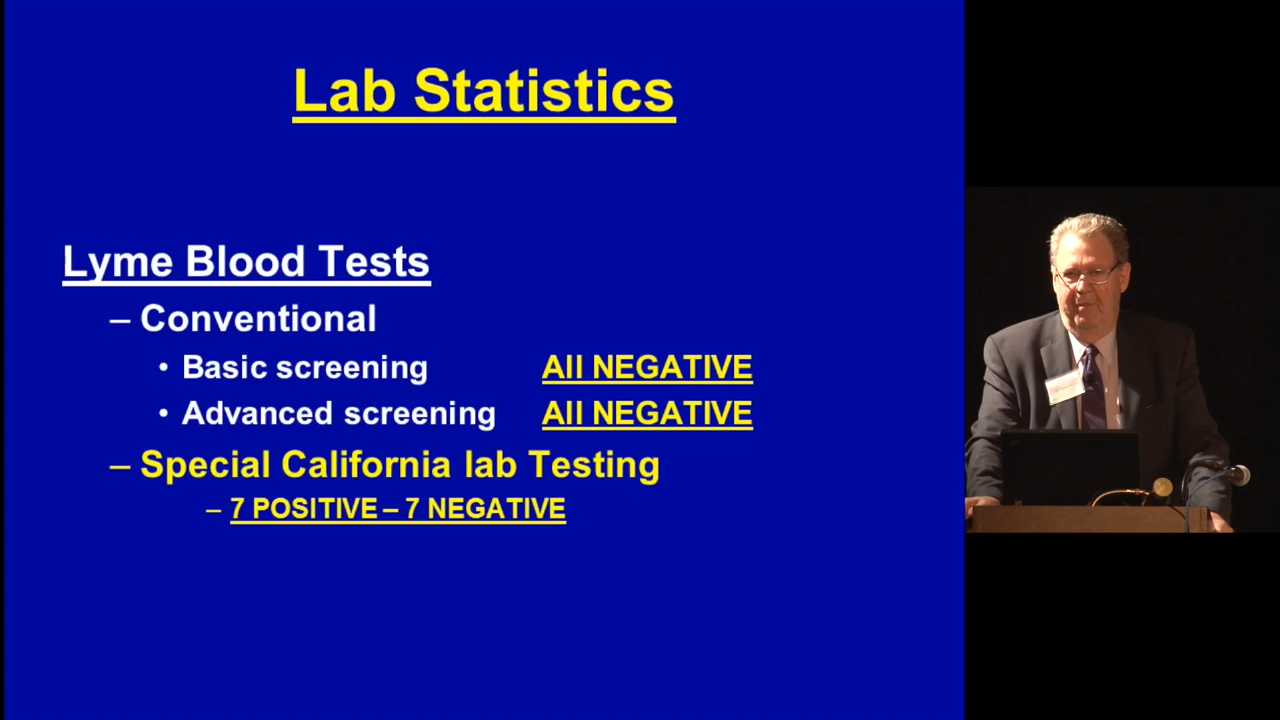 Lab Statistics
Lyme Blood Tests
– Conventional
• Basic screening All NEGATIVE
• Advanced screening All NEGATIVE
– Special California lab Testing
– 7 POSITIVE – 7 NEGATIVE